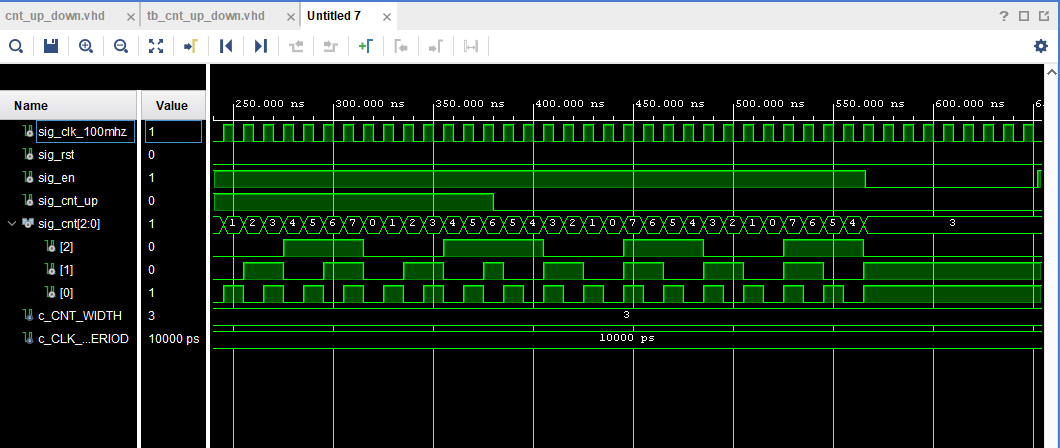 cnt_up_down.vhd × tb_cnt_up_down.vhd × Untitled 7 ×
Name Value
250.000 ns 300.000 ns 350.000 ns 400.000 ns 450.000 ns 500.000 ns 550.000 ns 600.000 ns
sig_clk_100mhz 1
sig_rst 0
sig_en 1
sig_cnt_up 0
sig_cnt[2:0] 1 1 2 3 4 5 6 7 0 1 2 3 4 5 6 5 4 3 2 1 0 7 6 5 4 3 2 1 0 7 6 5 4 3
[2] 0
[1] 0
[0] 1
c_CNT_WIDTH 3 3
c_CLK_...ERIOD 10000 ps 10000 ps